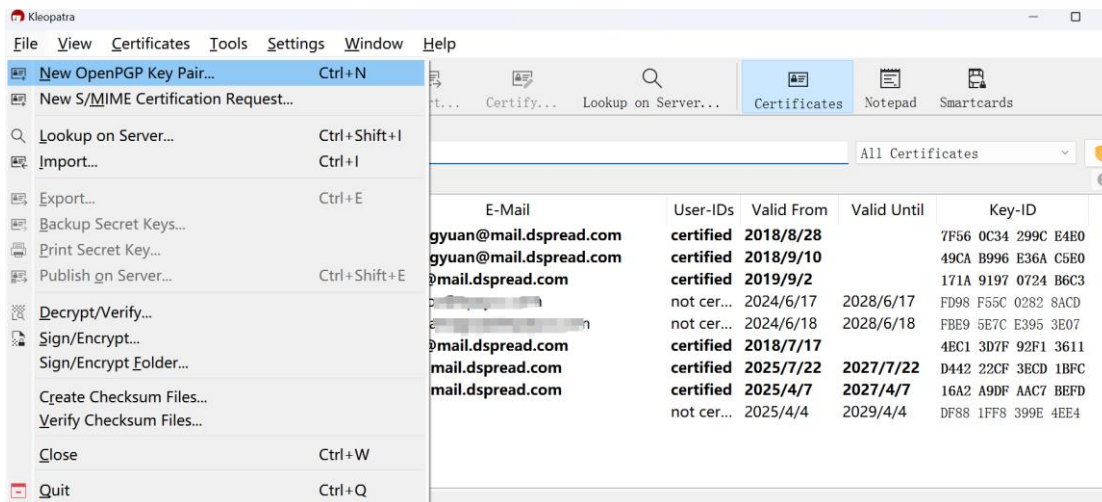 Kleopatra
File View Certificates Tools Settings Window Help
New OpenPGP Key Pair... Ctrl+N
New S/MIME Certification Request...
Lookup on Server... Ctrl+Shift+I
Import... Ctrl+I
Export... Ctrl+E
Backup Secret Keys...
Print Secret Key...
Publish on Server... Ctrl+Shift+E
Decrypt/Verify...
Sign/Encrypt...
Sign/Encrypt Folder...
Create Checksum Files...
Verify Checksum Files...
Close Ctrl+W
Quit Ctrl+Q
t... Certify... Lookup on Server... Certificates Notepad Smartcards
All Certificates
E-Mail User-IDs Valid From Valid Until Key-ID
gyuan@mail.dspread.com certified 2018/8/28 7F56 0C34 299C E4E0
gyuan@mail.dspread.com certified 2018/9/10 49CA B996 E36A C5E0
@mail.dspread.com certified 2019/9/2 171A 9197 0724 B6C3
not cer... 2024/6/17 2028/6/17 FD98 F55C 0282 8ACD
not cer... 2024/6/18 2028/6/18 FBE9 5E7C E395 3E07
@mail.dspread.com certified 2018/7/17 4EC1 3D7F 92F1 3611
mail.dspread.com certified 2025/7/22 2027/7/22 D442 22CF 3ECD 1BFC
mail.dspread.com certified 2025/4/7 2027/4/7 16A2 A9DF AAC7 BEFD
not cer... 2025/4/4 2029/4/4 DF88 1FF8 399E 4EE4